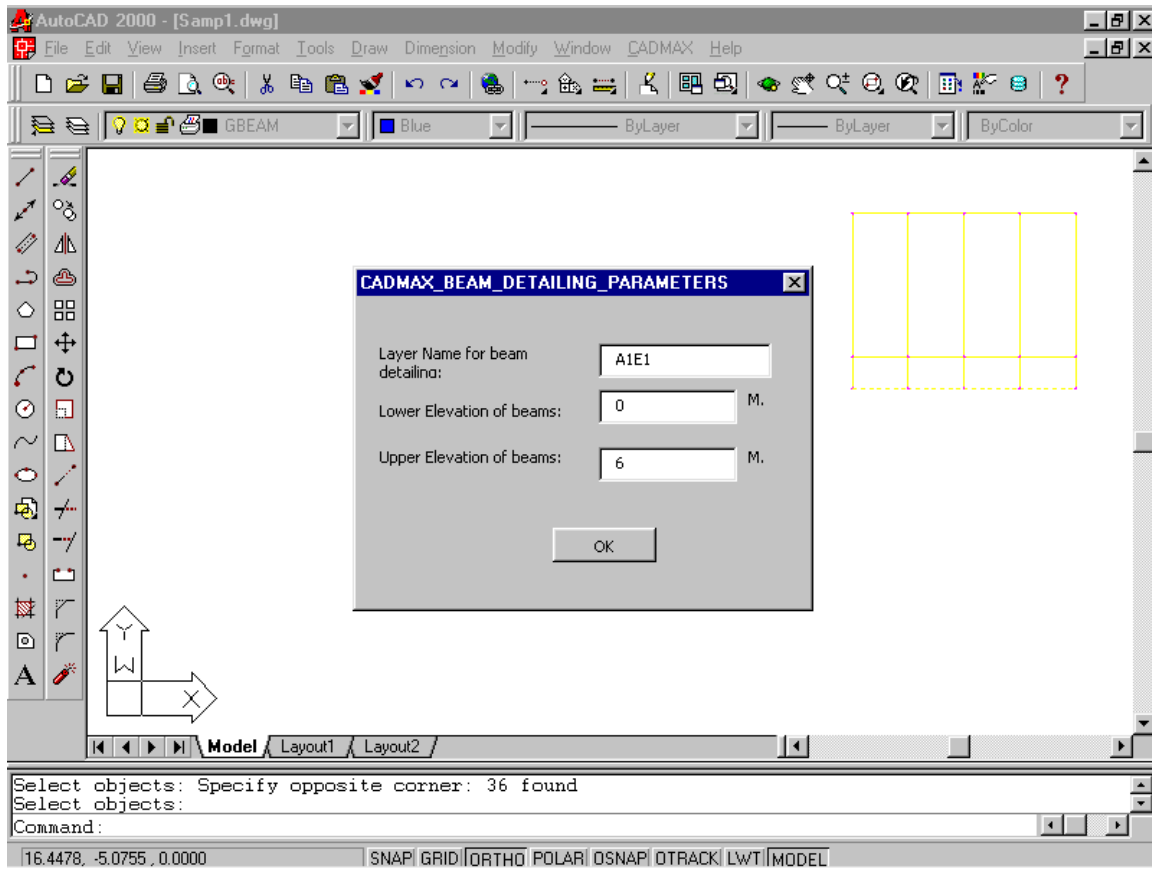 AutoCAD 2000 - [Samp1.dwg]
File Edit View Insert Format Tools Draw Dimension Modify Window CADMAX Help
GBEAM Blue ByLayer ByLayer ByColor
CADMAX_BEAM_DETAILING_PARAMETERS
Layer Name for beam
detailing:
A1E1
Lower Elevation of beams: 0 M.
Upper Elevation of beams: 6 M.
OK
A
Y
W
X
Model Layout1 Layout2
Select objects: Specify opposite corner: 36 found
Select objects:
Command:
16.4478, -5.0755 , 0.0000 SNAP GRID ORTHO POLAR OSNAP OTRACK LWT MODEL